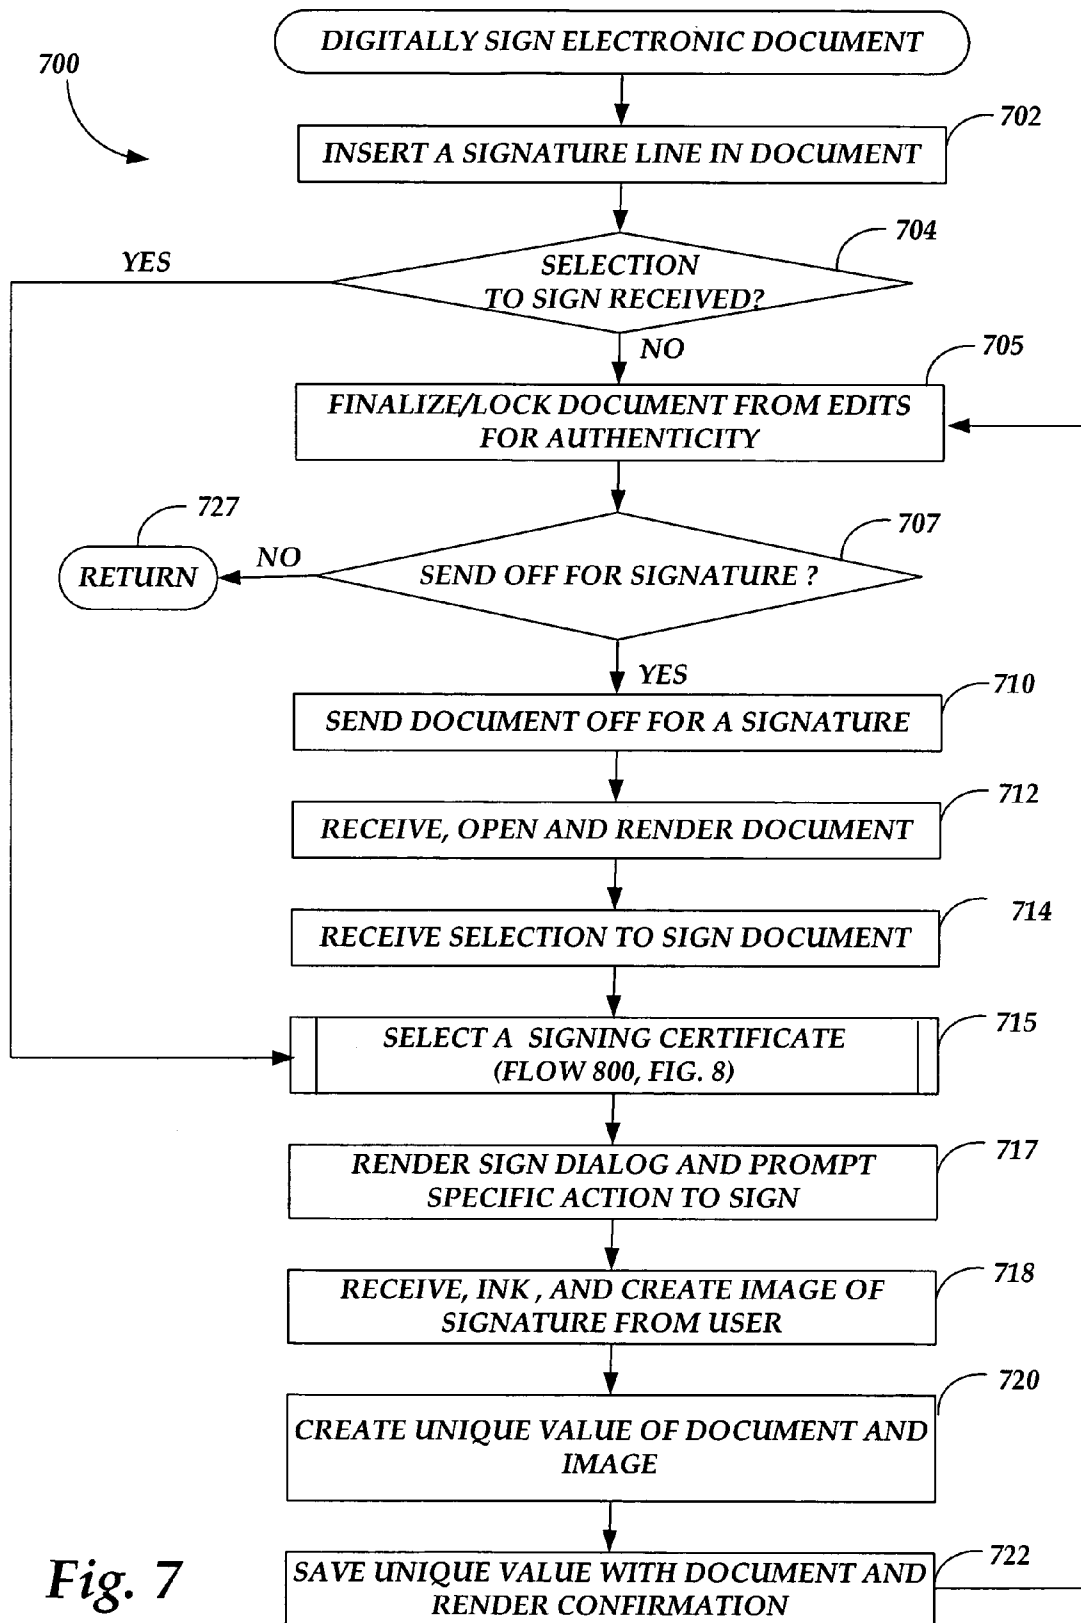 DIGITALLY SIGN ELECTRONIC DOCUMENT
700
702
INSERT A SIGNATURE LINE IN DOCUMENT
704
YES
SELECTION
TO SIGN RECEIVED?
NO
705
FINALIZE/LOCK DOCUMENT FROM EDITS
FOR AUTHENTICITY
727
707
NO
RETURN
SEND OFF FOR SIGNATURE ?
YES
710
SEND DOCUMENT OFF FOR A SIGNATURE
712
RECEIVE, OPEN AND RENDER DOCUMENT
714
RECEIVE SELECTION TO SIGN DOCUMENT
715
SELECT A SIGNING CERTIFICATE
(FLOW 800, FIG. 8)
717
RENDER SIGN DIALOG AND PROMPT
SPECIFIC ACTION TO SIGN
718
RECEIVE, INK , AND CREATE IMAGE OF
SIGNATURE FROM USER
720
CREATE UNIQUE VALUE OF DOCUMENT AND
IMAGE
722
SAVE UNIQUE VALUE WITH DOCUMENT AND
RENDER CONFIRMATION
Fig. 7